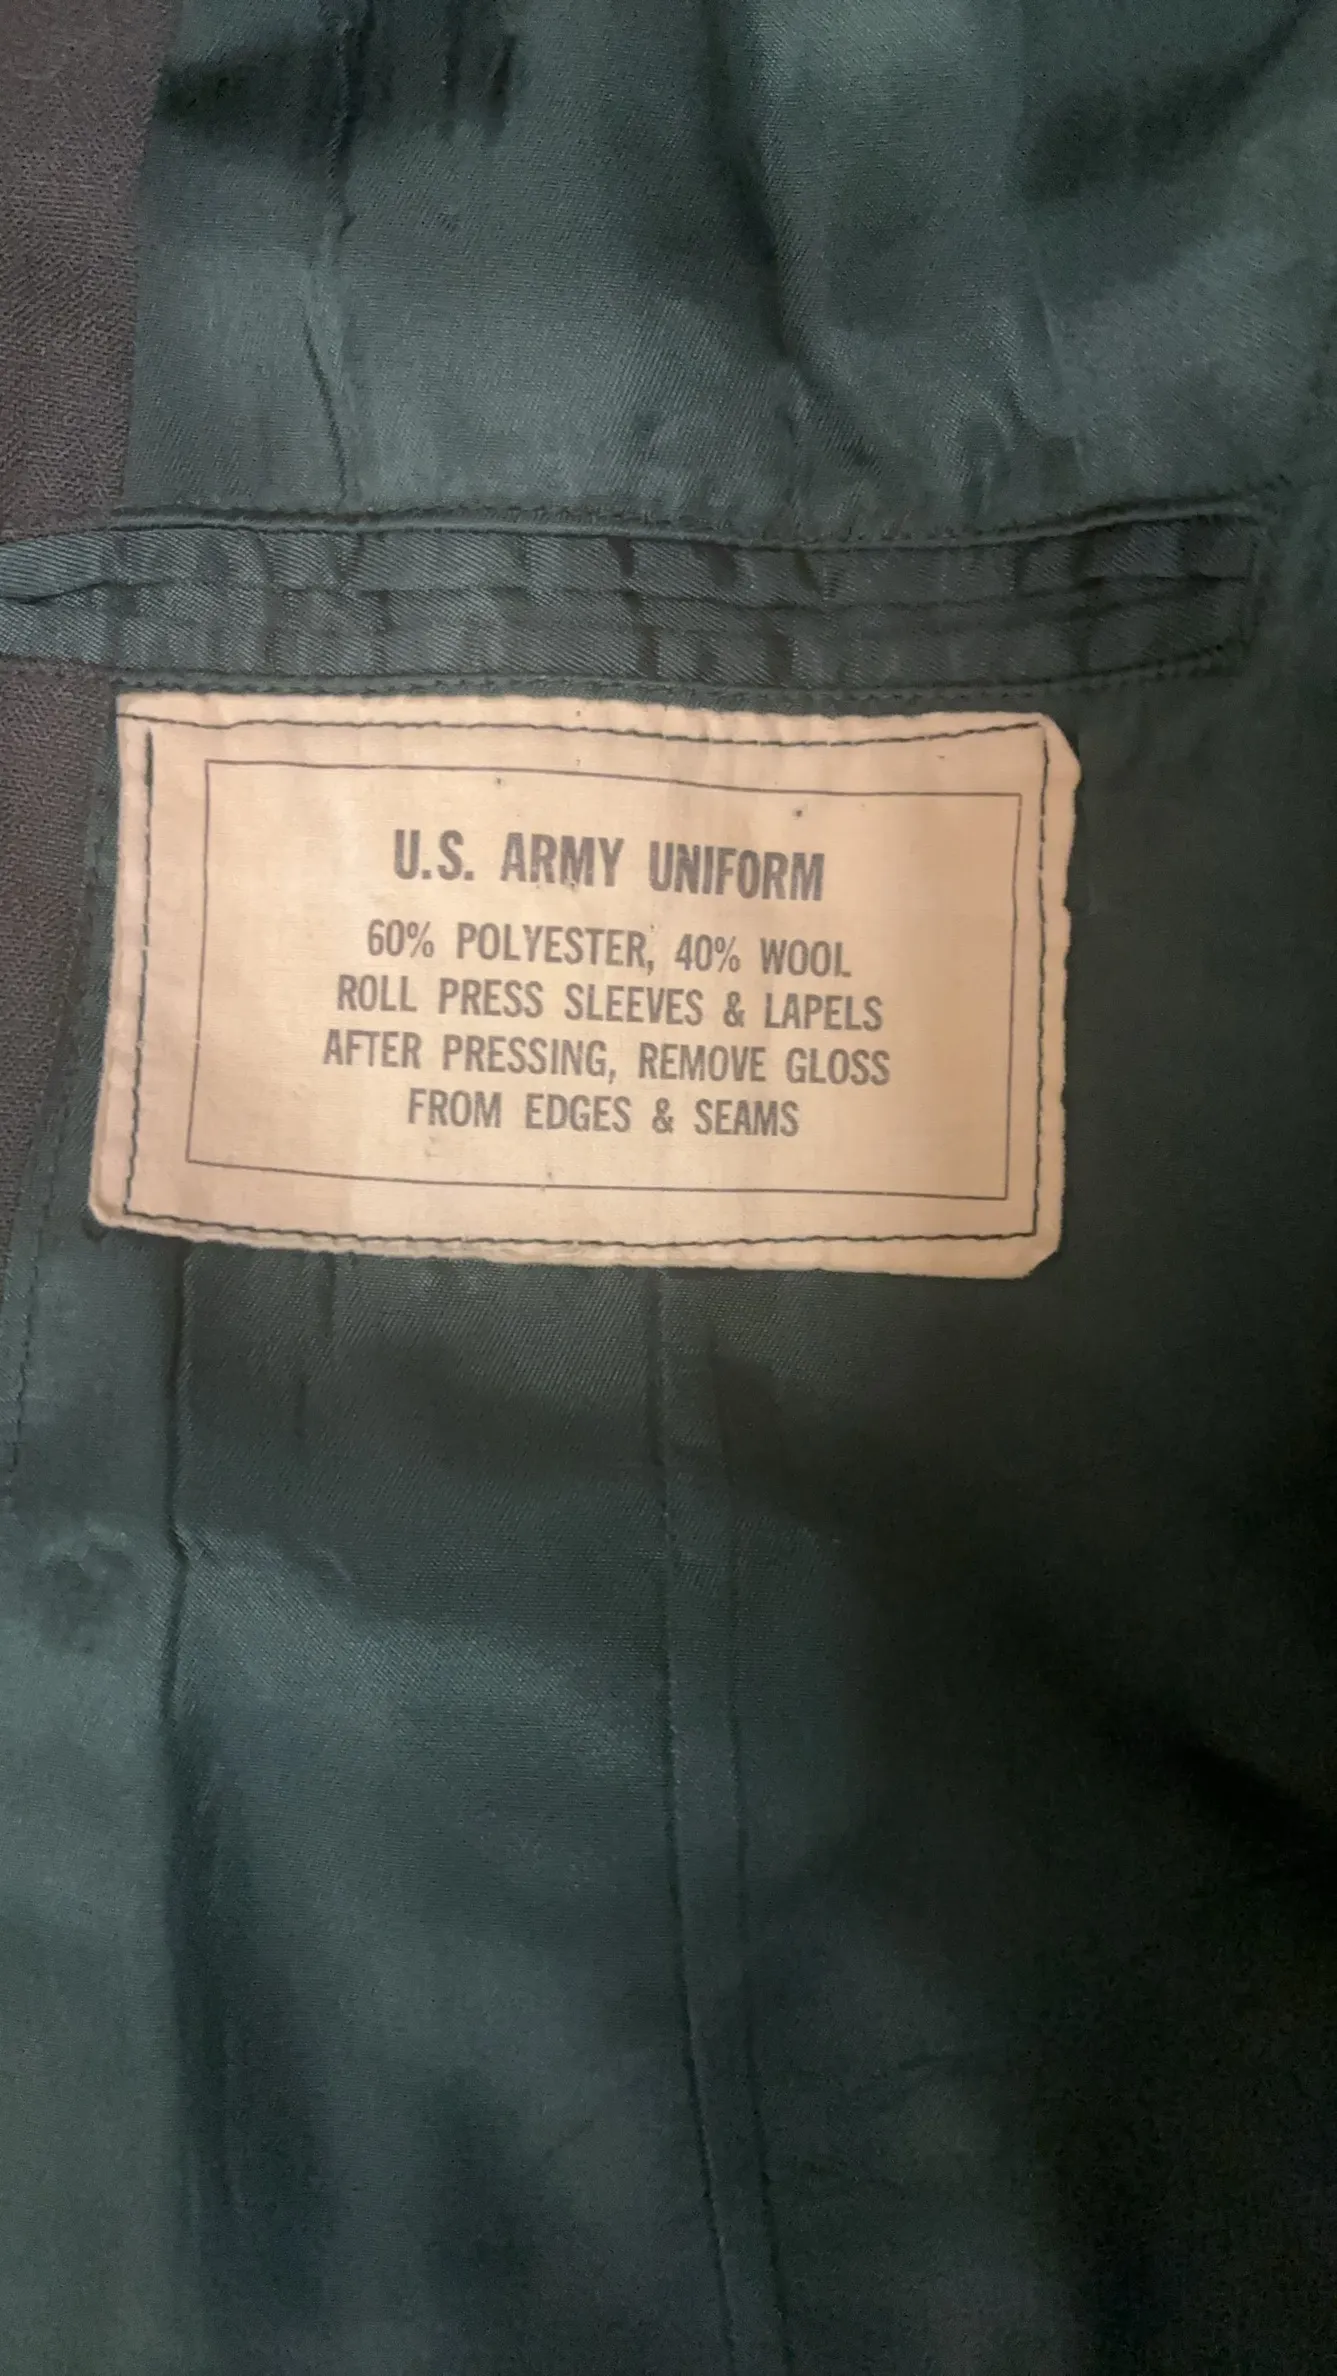 U.S. ARMY UNIFORM
60% POLYESTER, 40% WOOL
ROLL PRESS SLEEVES & LAPELS
AFTER PRESSING, REMOVE GLOSS
FROM EDGES & SEAMS